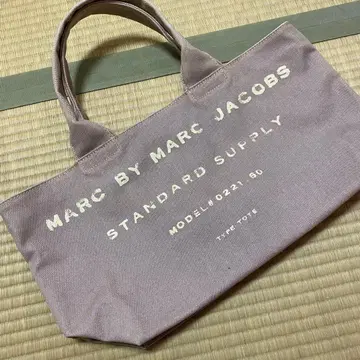 MARC BY MARC JACOBS
STANDARD SUPPLY
MODEL# 0221-50
TYPE: TOTE